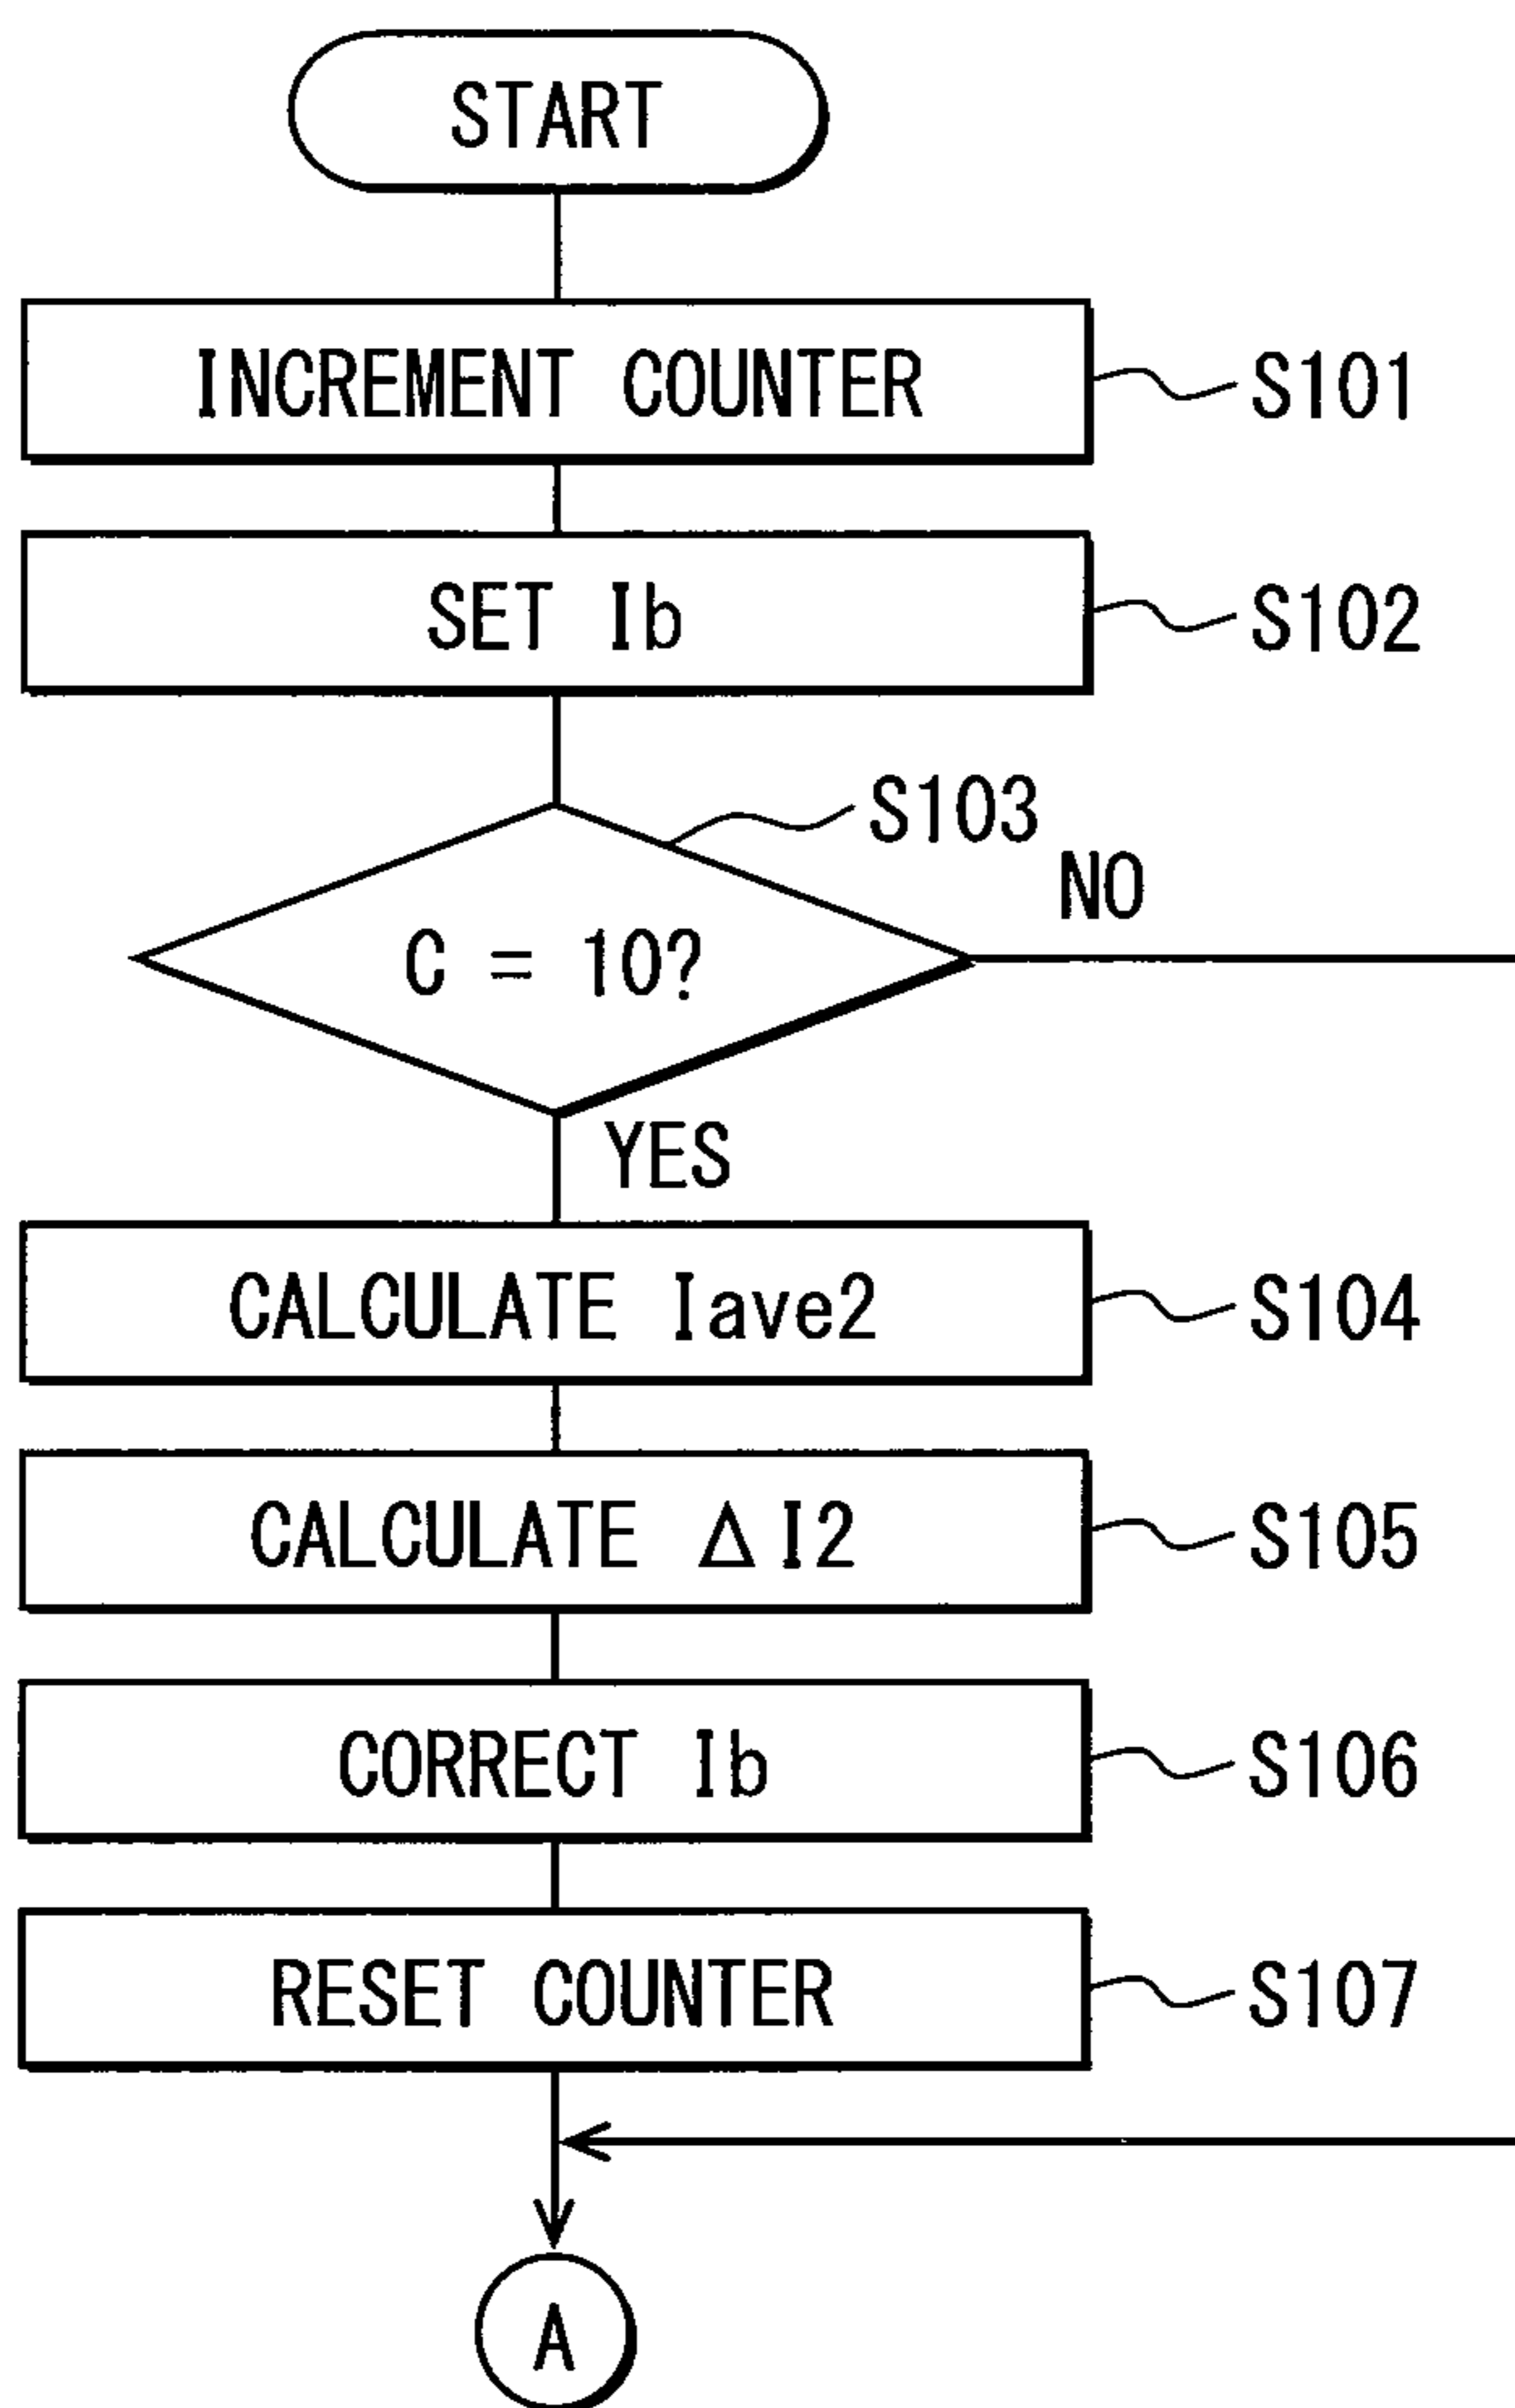 START
INCREMENT COUNTER
S101
SET Ib
S102
S103
NO
C = 10?
YES
CALCULATE Iave2
S104
CALCULATE Δ I2
S105
CORRECT Ib
S106
RESET COUNTER
S107
A